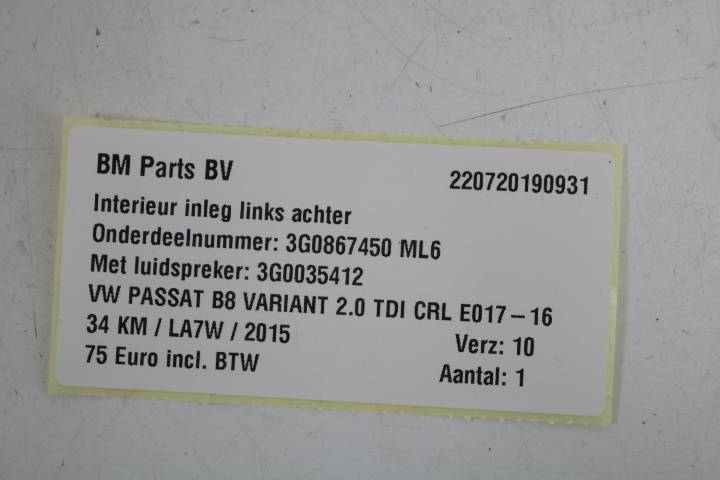 BM Parts BV 220720190931
Interieur inleg links achter
Onderdeelnummer: 3G0867450 ML6
Met luidspreker: 3G0035412
VW PASSAT B8 VARIANT 2.0 TDI CRL E017-16
34 KM / LA7W / 2015 Verz: 10
75 Euro incl. BTW Aantal: 1